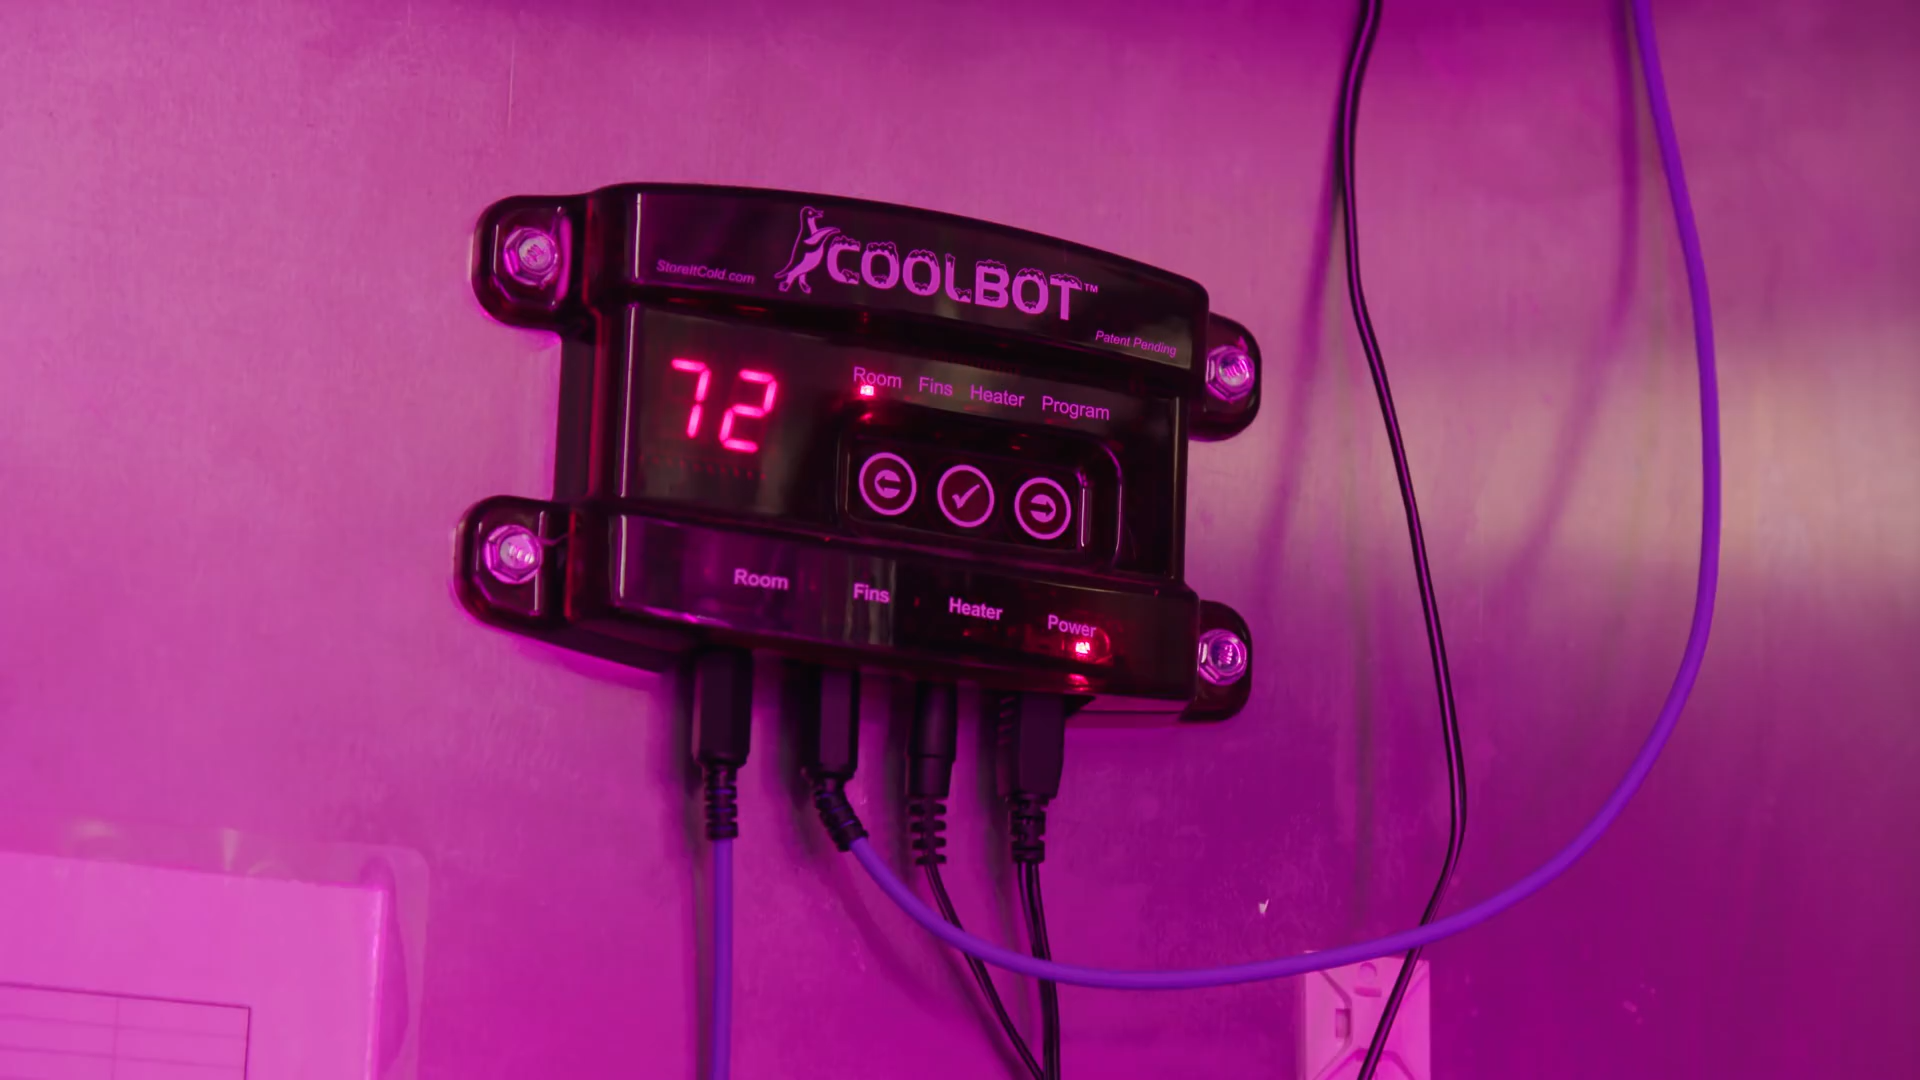 StoreItCold.com
COOLBOT™
Patent Pending
72
Room Fins Heater Program
Room Fins Heater Power